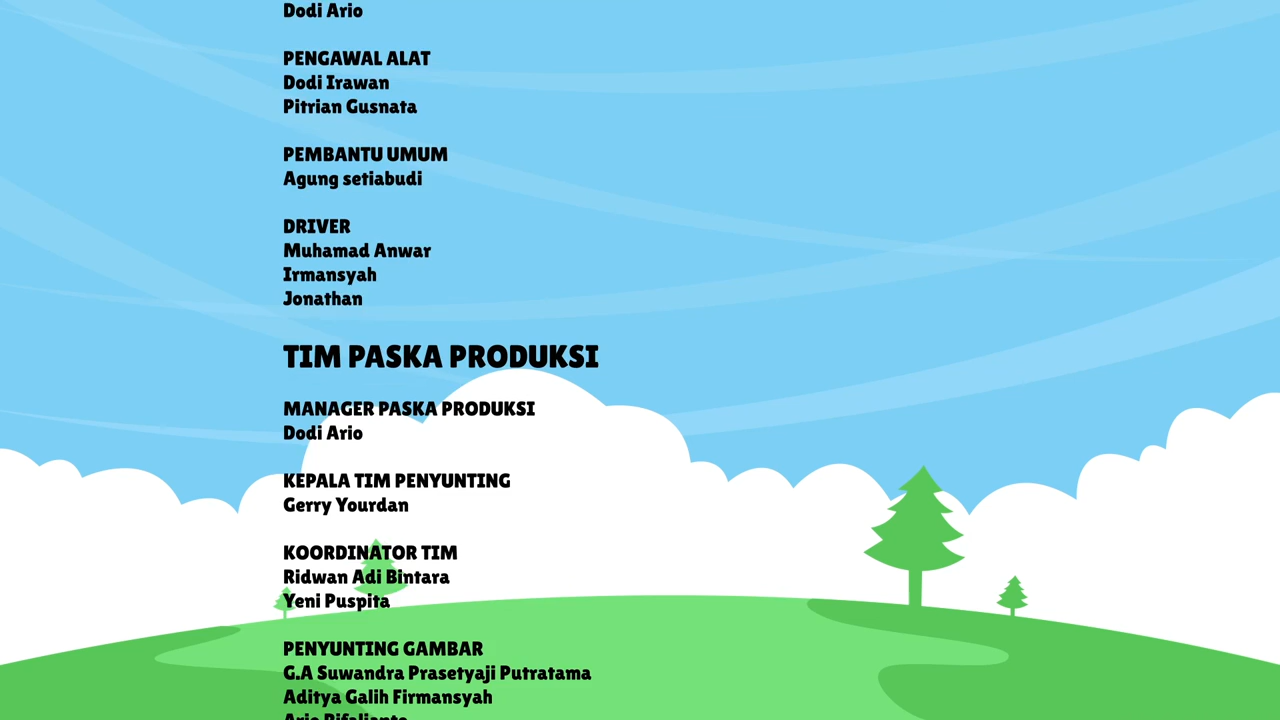 Dodi Ario
PENGAWAL ALAT
Dodi Irawan
Pitrian Gusnata
PEMBANTU UMUM
Agung setiabudi
DRIVER
Muhamad Anwar
Irmansyah
Jonathan
TIM PASKA PRODUKSI
MANAGER PASKA PRODUKSI
Dodi Ario
KEPALA TIM PENYUNTING
Gerry Yourdan
KOORDINATOR TIM
Ridwan Adi Bintara
Yeni Puspita
PENYUNTING GAMBAR
G.A Suwandra Prasetyaji Putratama
Aditya Galih Firmansyah